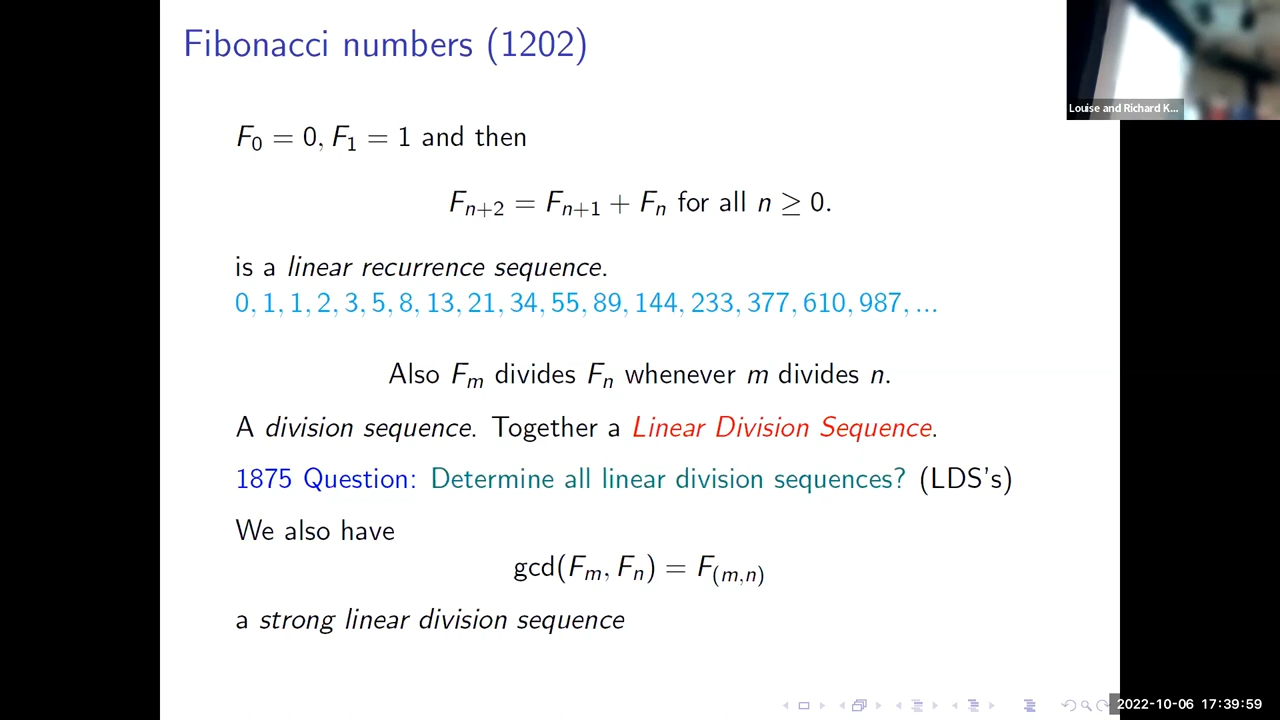 Fibonacci numbers (1202)
Louise and Richard K...
F₀ = 0, F₁ = 1 and then
Fₙ₊₂ = Fₙ₊₁ + Fₙ for all n ≥ 0.
is a linear recurrence sequence.
0, 1, 1, 2, 3, 5, 8, 13, 21, 34, 55, 89, 144, 233, 377, 610, 987, ...
Also Fₘ divides Fₙ whenever m divides n.
A division sequence. Together a Linear Division Sequence.
1875 Question: Determine all linear division sequences? (LDS's)
We also have
gcd(Fₘ, Fₙ) = F₍ₘ,ₙ₎
a strong linear division sequence
2022-10-06 17:39:59